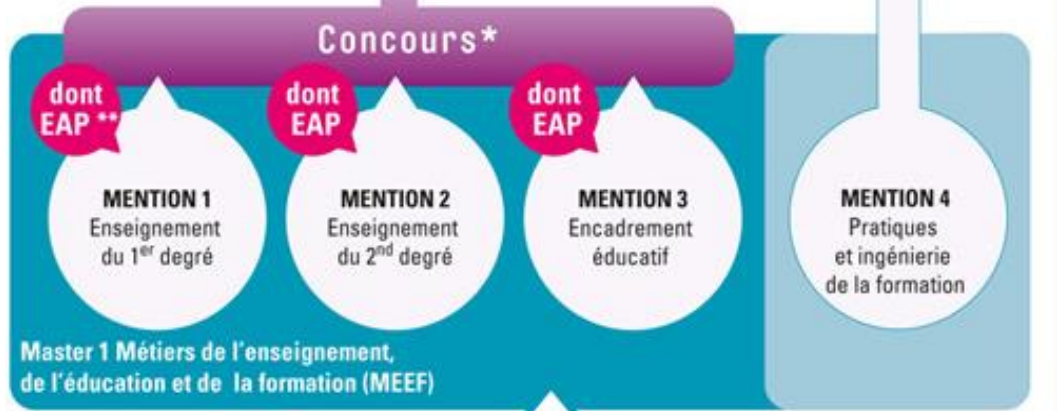 Concours*
dont
EAP **
dont
EAP
dont
EAP
MENTION 1
Enseignement
du 1er degré
MENTION 2
Enseignement
du 2nd degré
MENTION 3
Encadrement
éducatif
MENTION 4
Pratiques
et ingénierie
de la formation
Master 1 Métiers de l'enseignement,
de l'éducation et de la formation (MEEF)